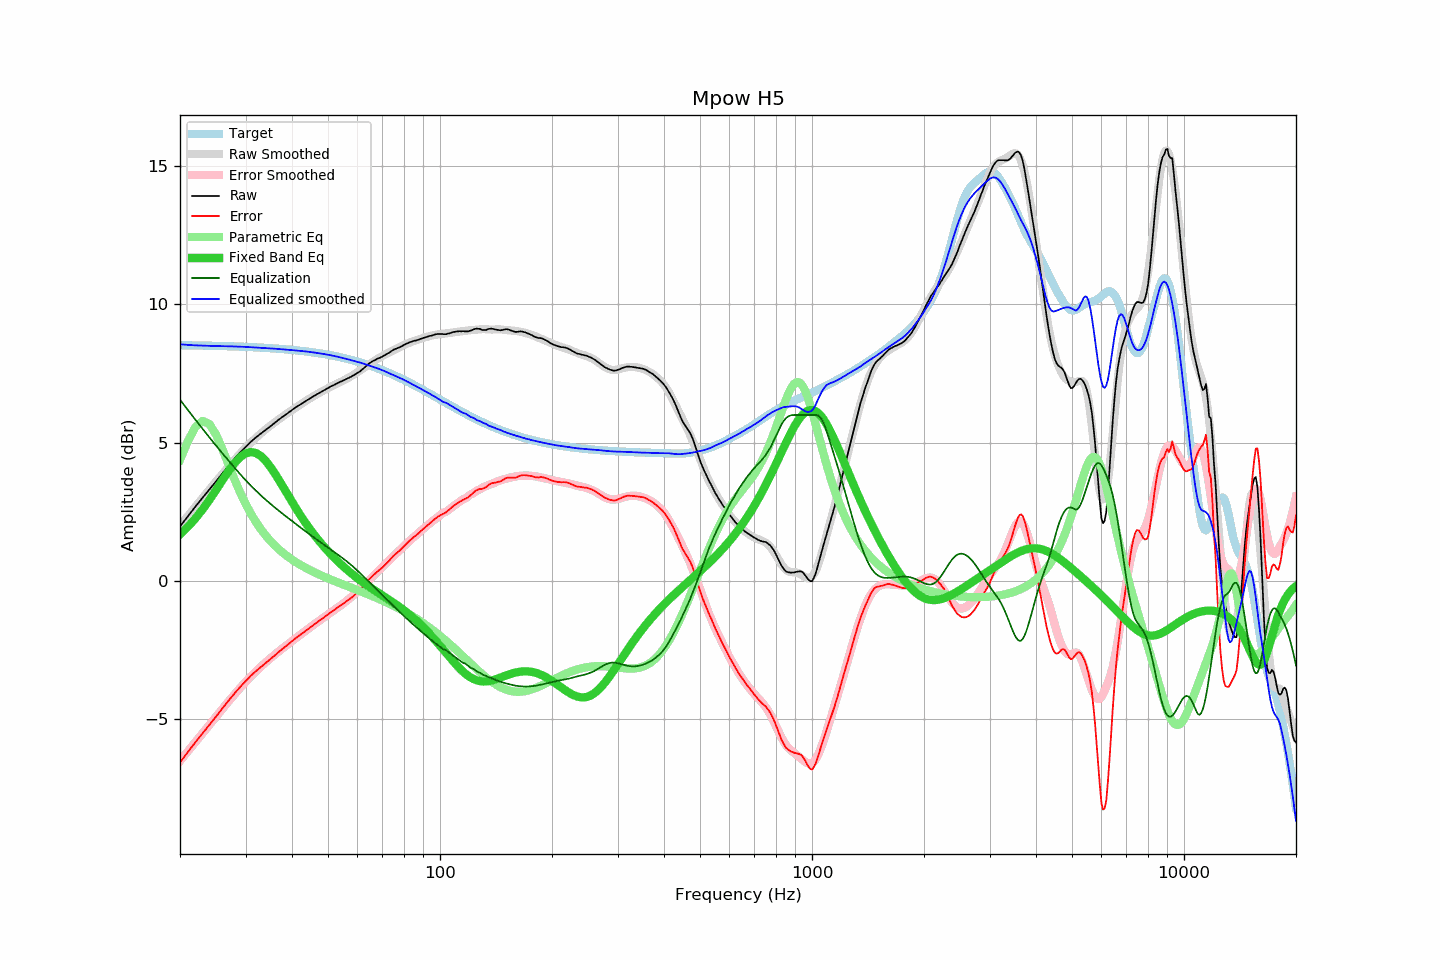 Mpow H5
Target
Raw Smoothed
Error Smoothed
Raw
Error
Parametric Eq
Fixed Band Eq
Equalization
Equalized smoothed
Amplitude (dBr)
15
10
5
0
−5
100
1000
10000
Frequency (Hz)